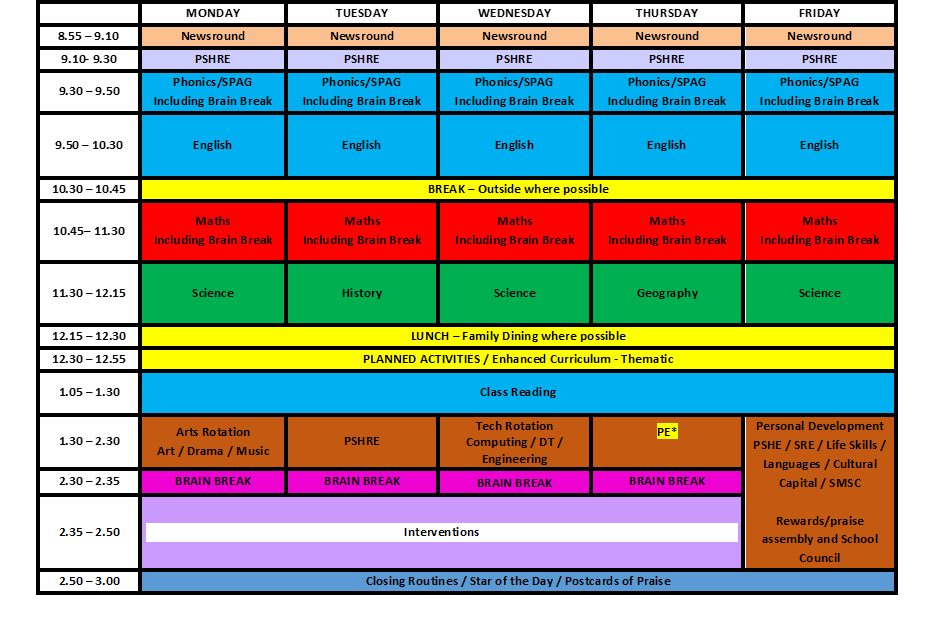 MONDAY TUESDAY WEDNESDAY THURSDAY FRIDAY
8.55 – 9.10 Newsround Newsround Newsround Newsround Newsround
9.10- 9.30 PSHRE PSHRE PSHRE PSHRE PSHRE
9.30 – 9.50 Phonics/SPAG Phonics/SPAG Phonics/SPAG Phonics/SPAG Phonics/SPAG
Including Brain Break Including Brain Break Including Brain Break Including Brain Break Including Brain Break
9.50 – 10.30 English English English English English
10.30 – 10.45 BREAK – Outside where possible
10.45– 11.30 Maths Maths Maths Maths Maths
Including Brain Break Including Brain Break Including Brain Break Including Brain Break Including Brain Break
11.30 – 12.15 Science History Science Geography Science
12.15 – 12.30 LUNCH – Family Dining where possible
12.30 – 12.55 PLANNED ACTIVITIES / Enhanced Curriculum - Thematic
1.05 – 1.30 Class Reading
1.30 – 2.30
Arts Rotation
Art / Drama / Music
PSHRE
Tech Rotation
Computing / DT /
Engineering
PE*
Personal Development
PSHE / SRE / Life Skills /
Languages / Cultural
Capital / SMSC
Rewards/praise
assembly and School
Council
2.30 – 2.35 BRAIN BREAK BRAIN BREAK BRAIN BREAK BRAIN BREAK
2.35 – 2.50 Interventions
2.50 – 3.00 Closing Routines / Star of the Day / Postcards of Praise